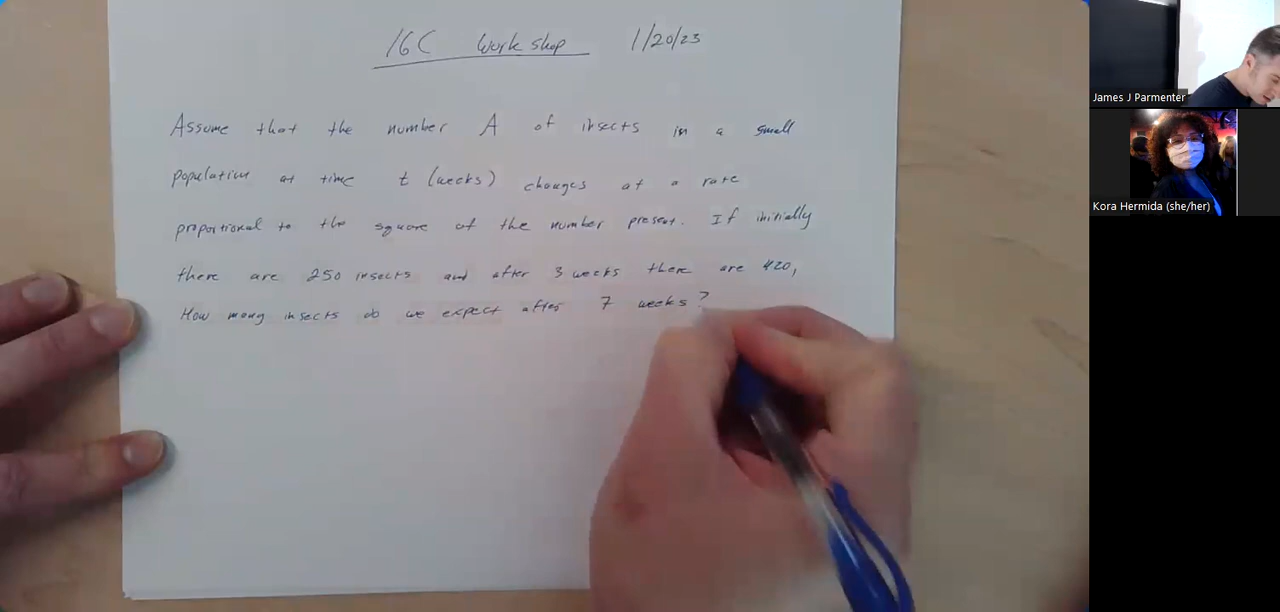 16C Workshop 1/20/23
Assume that the number A of insects in a small
population at time t (weeks) changes at a rate
proportional to the square of the number present. If initially
there are 250 insects and after 3 weeks there are 420,
How many insects do we expect after 7 weeks?
James J Parmenter
Kora Hermida (she/her)